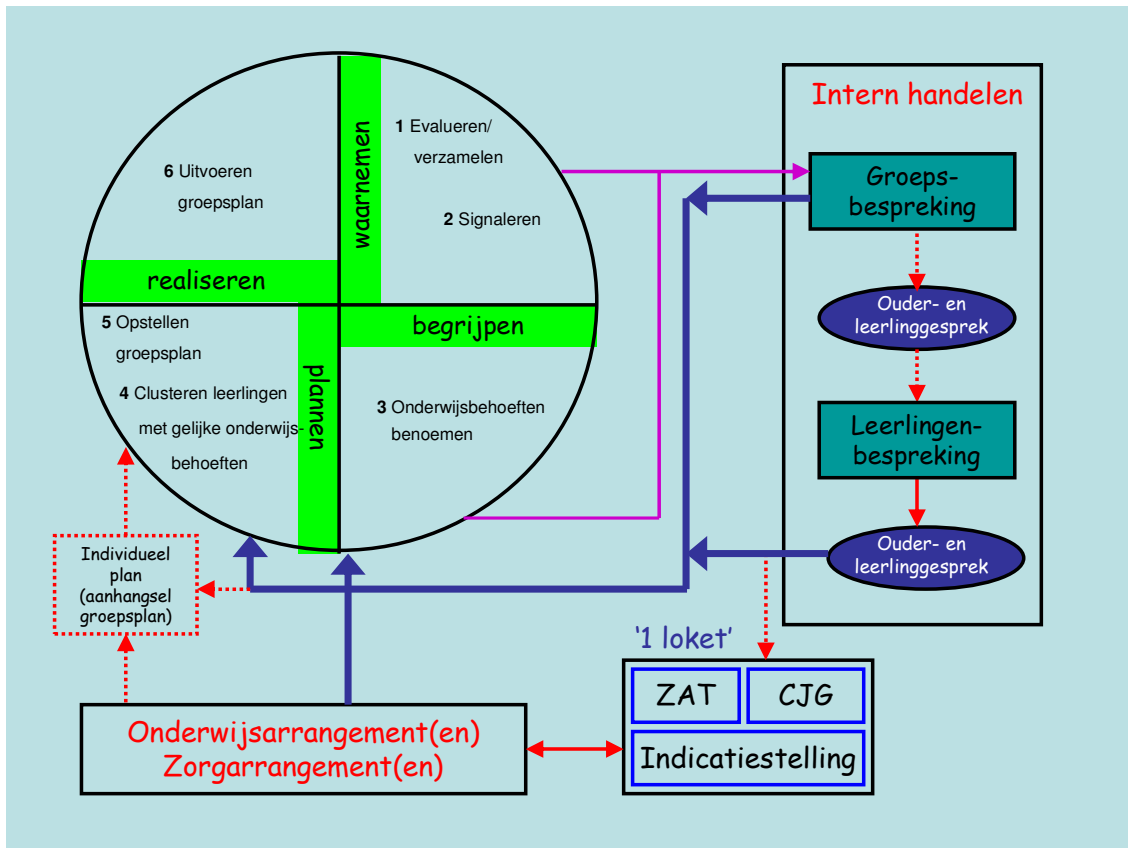 waarnemen
1 Evalueren/
verzamelen
2 Signaleren
6 Uitvoeren
groepsplan
realiseren
begrijpen
5 Opstellen
groepsplan
4 Clusteren leerlingen
met gelijke onderwijs-
behoeften
plannen
3 Onderwijsbehoeften
benoemen
Intern handelen
Groeps-
bespreking
Ouder- en
leerlinggesprek
Leerlingen-
bespreking
Ouder- en
leerlinggesprek
Individueel
plan
(aanhangsel
groepsplan)
‘1 loket’
ZAT
CJG
Indicatiestelling
Onderwijsarrangement(en)
Zorgarrangement(en)